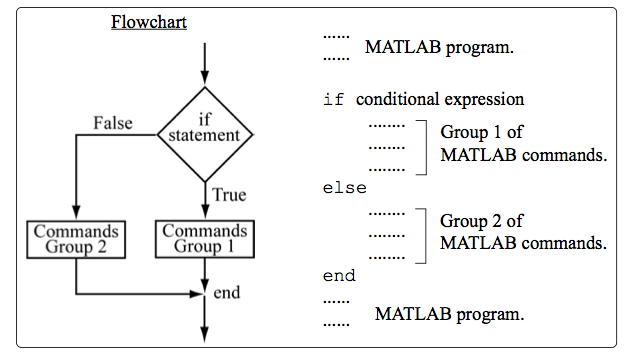 Flowchart
False
if
statement
True
Commands
Group 2
Commands
Group 1
end
......
......
MATLAB program.
if conditional expression
........
........
........
Group 1 of
MATLAB commands.
else
........
........
........
Group 2 of
MATLAB commands.
end
......
......
MATLAB program.